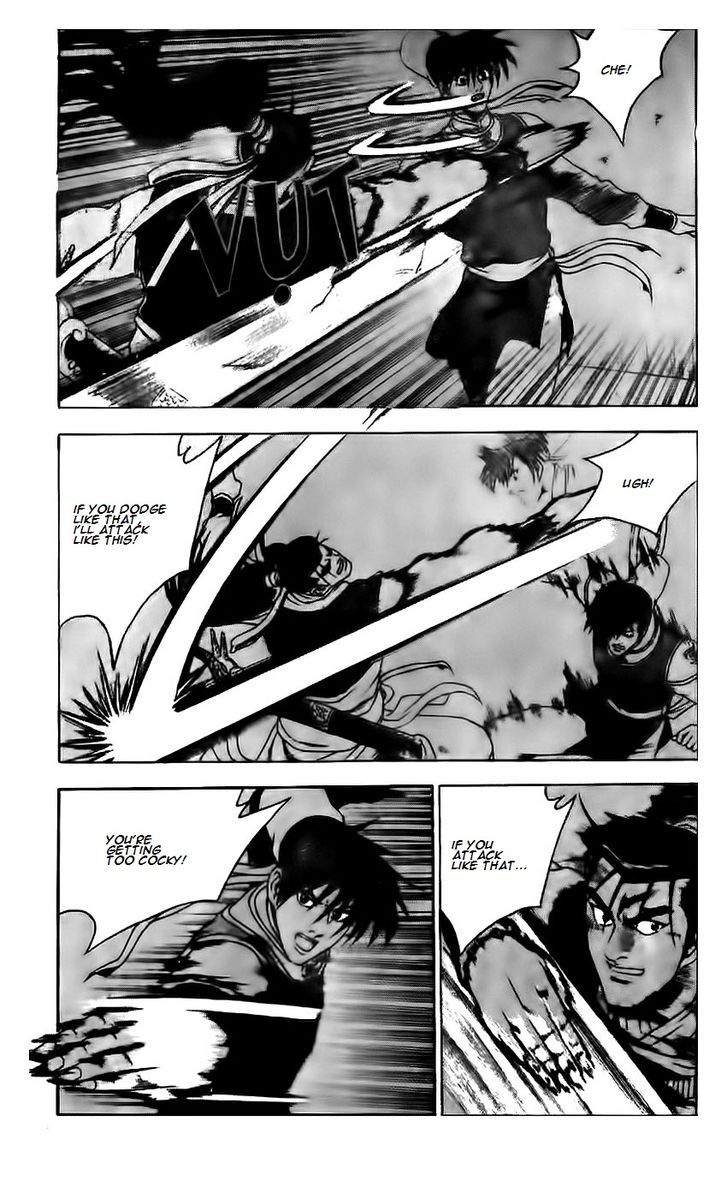 CHE!
VỤT
UGH!
IF YOU DODGE
LIKE THAT,
I'LL ATTACK
LIKE THIS!
IF YOU
ATTACK
LIKE THAT...
YOU'RE
GETTING
TOO COCKY!